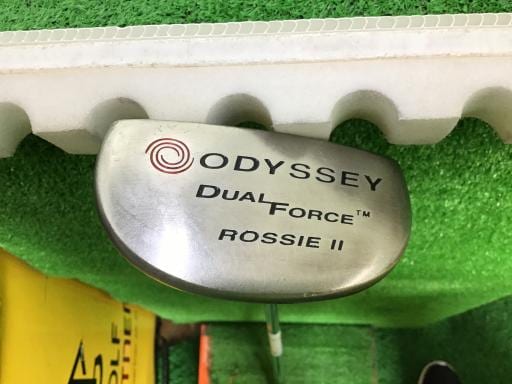 ODYSSEY
DUAL FORCE™
ROSSIE II